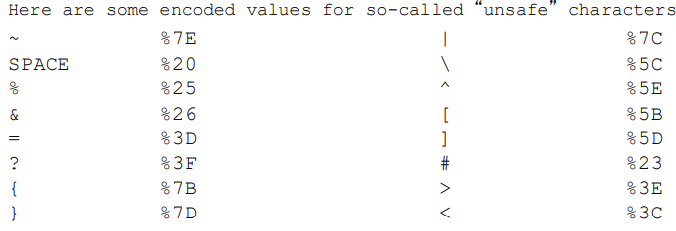 Here are some encoded values for so-called “unsafe” characters
~ %7E | %7C
SPACE %20 \ %5C
% %25 ^ %5E
& %26 [ %5B
= %3D ] %5D
? %3F # %23
{ %7B > %3E
} %7D < %3C